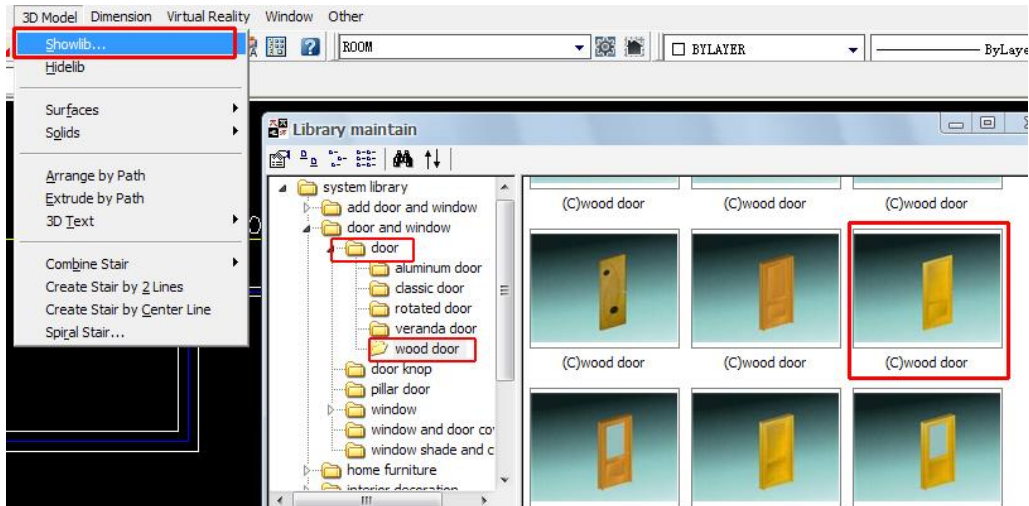 3D Model Dimension Virtual Reality Window Other
Showlib...
Hidelib
Surfaces
Solids
Arrange by Path
Extrude by Path
3D Text
Combine Stair
Create Stair by 2 Lines
Create Stair by Center Line
Spiral Stair...
ROOM
BYLAYER
Library maintain
system library
add door and window
door and window
door
aluminum door
classic door
rotated door
veranda door
wood door
door knop
pillar door
window
window and door
window shade and
home furniture
interior decoration
(C)wood door (C)wood door (C)wood door
(C)wood door (C)wood door (C)wood door